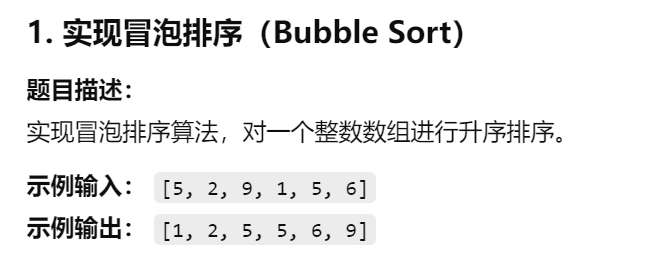 1. 实现冒泡排序（Bubble Sort）
题目描述：
实现冒泡排序算法，对一个整数数组进行升序排序。
示例输入： [5, 2, 9, 1, 5, 6]
示例输出： [1, 2, 5, 5, 6, 9]